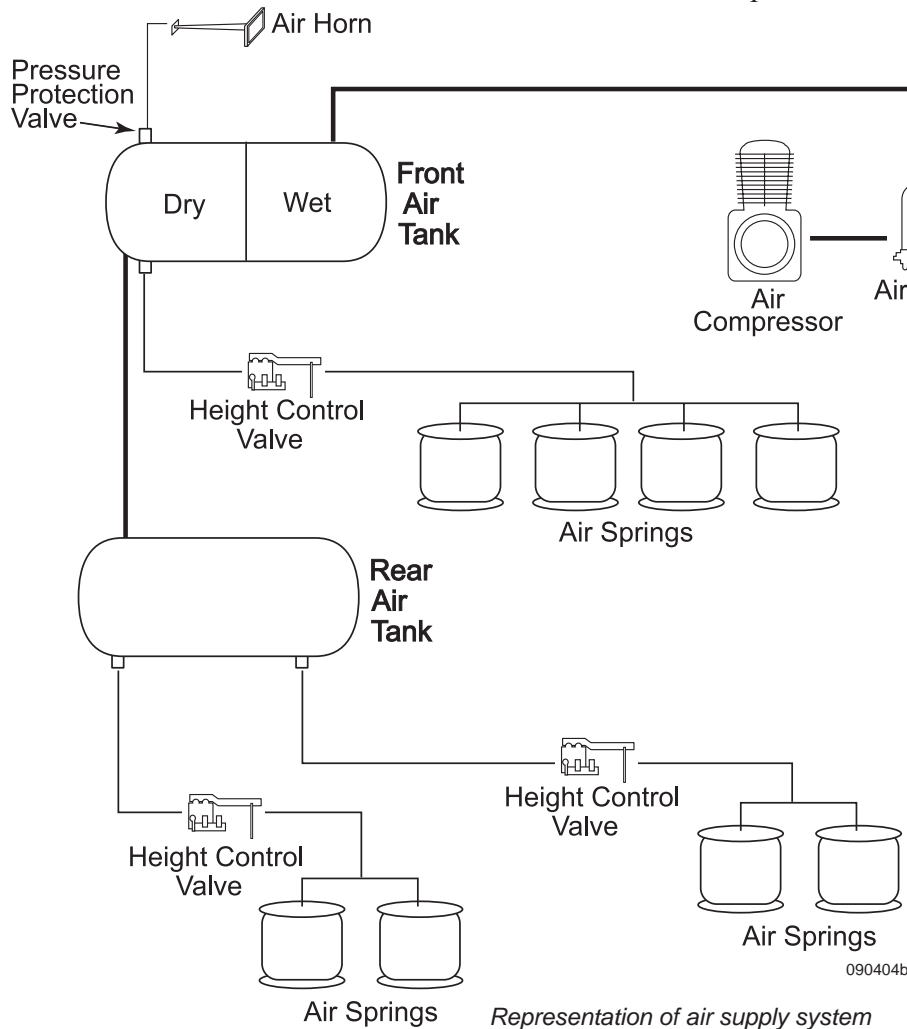 Air Horn
Pressure
Protection
Valve
Dry
Wet
Front
Air
Tank
Air
Compressor
Air
Height Control
Valve
Air Springs
Rear
Air
Tank
Height Control
Valve
Height Control
Valve
Air Springs
090404b
Air Springs
Representation of air supply system